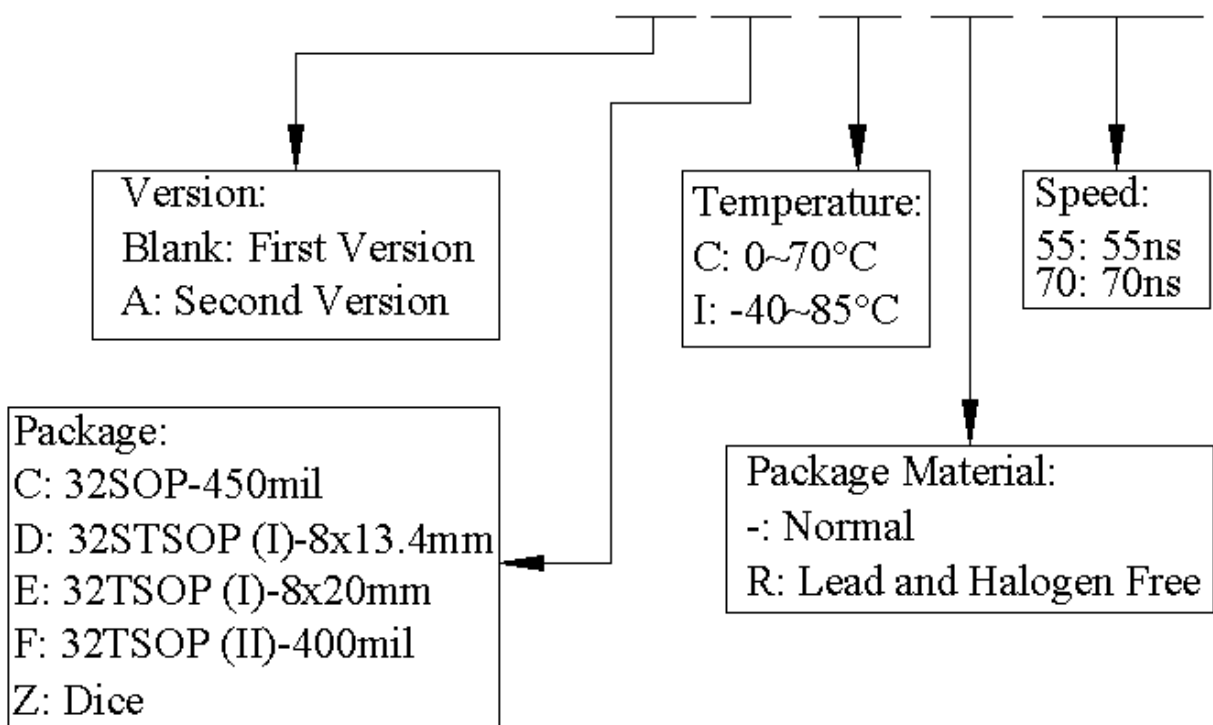 Version:
Blank: First Version
A: Second Version
Temperature:
C: 0~70°C
I: -40~85°C
Speed:
55: 55ns
70: 70ns
Package:
C: 32SOP-450mil
D: 32STSOP (I)-8x13.4mm
E: 32TSOP (I)-8x20mm
F: 32TSOP (II)-400mil
Z: Dice
Package Material:
-: Normal
R: Lead and Halogen Free